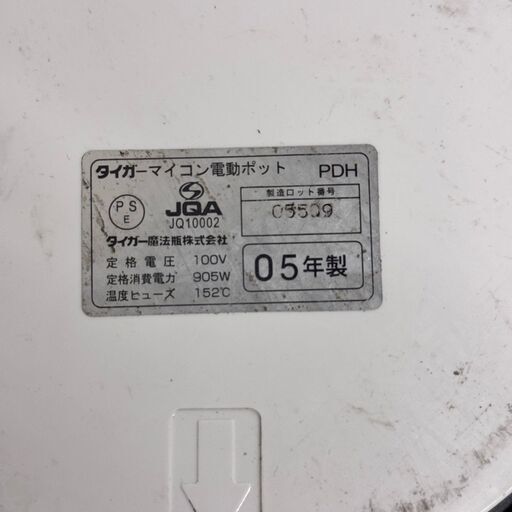 タイガーマイコン電動ポット PDH
PS
E
JQA
JQ10002
製造ロット番号
05509
タイガー魔法瓶株式会社
定格電圧 100V
定格消費電力 905W
温度ヒューズ 152℃
05年製